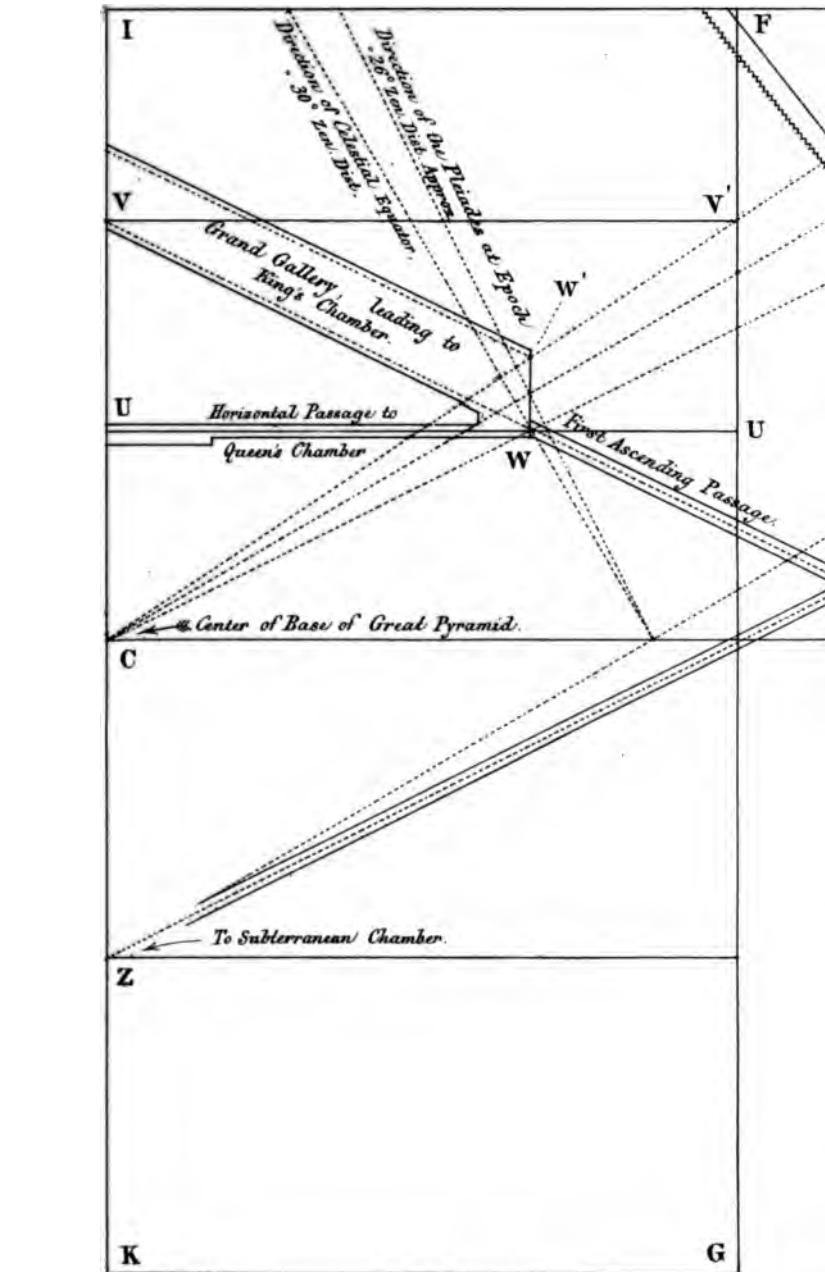 I
F
Direction of Celestial Equator.
30° Zen. Dist.
Direction of the Pleiades at Epoch
26° Zen. Dist. Approx.
V
V'
Grand Gallery, leading to
King's Chamber.
W'
U
Horizontal Passage to
U
Queen's Chamber
W
First Ascending Passage.
Center of Base of Great Pyramid.
C
To Subterranean Chamber.
Z
K
G